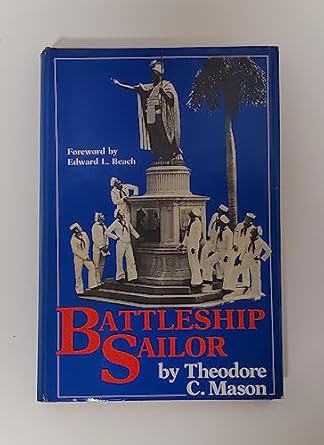 Foreword by
Edward L. Beach
BATTLESHIP
SAILOR
by Theodore
C. Mason